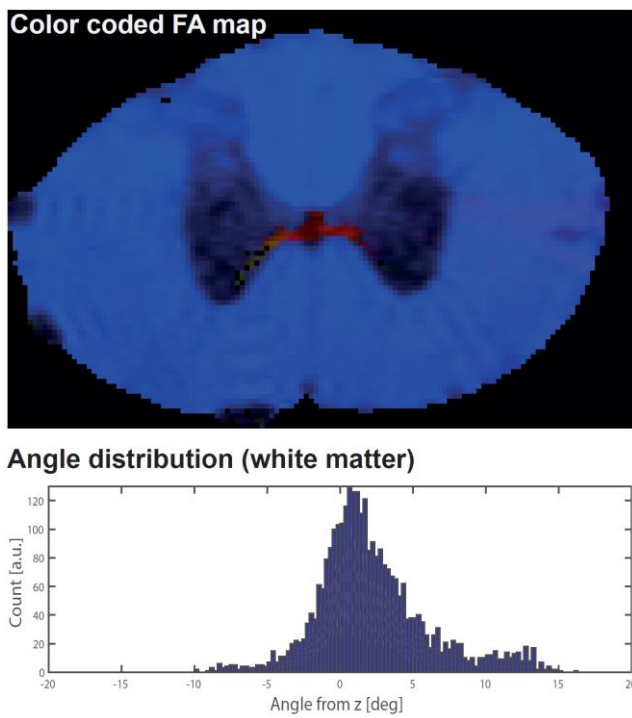 Color coded FA map
Angle distribution (white matter)
120
100
80
60
40
20
0
Count [a.u.]
-20 -15 -10 -5 0 5 10 15 20
Angle from z [deg]